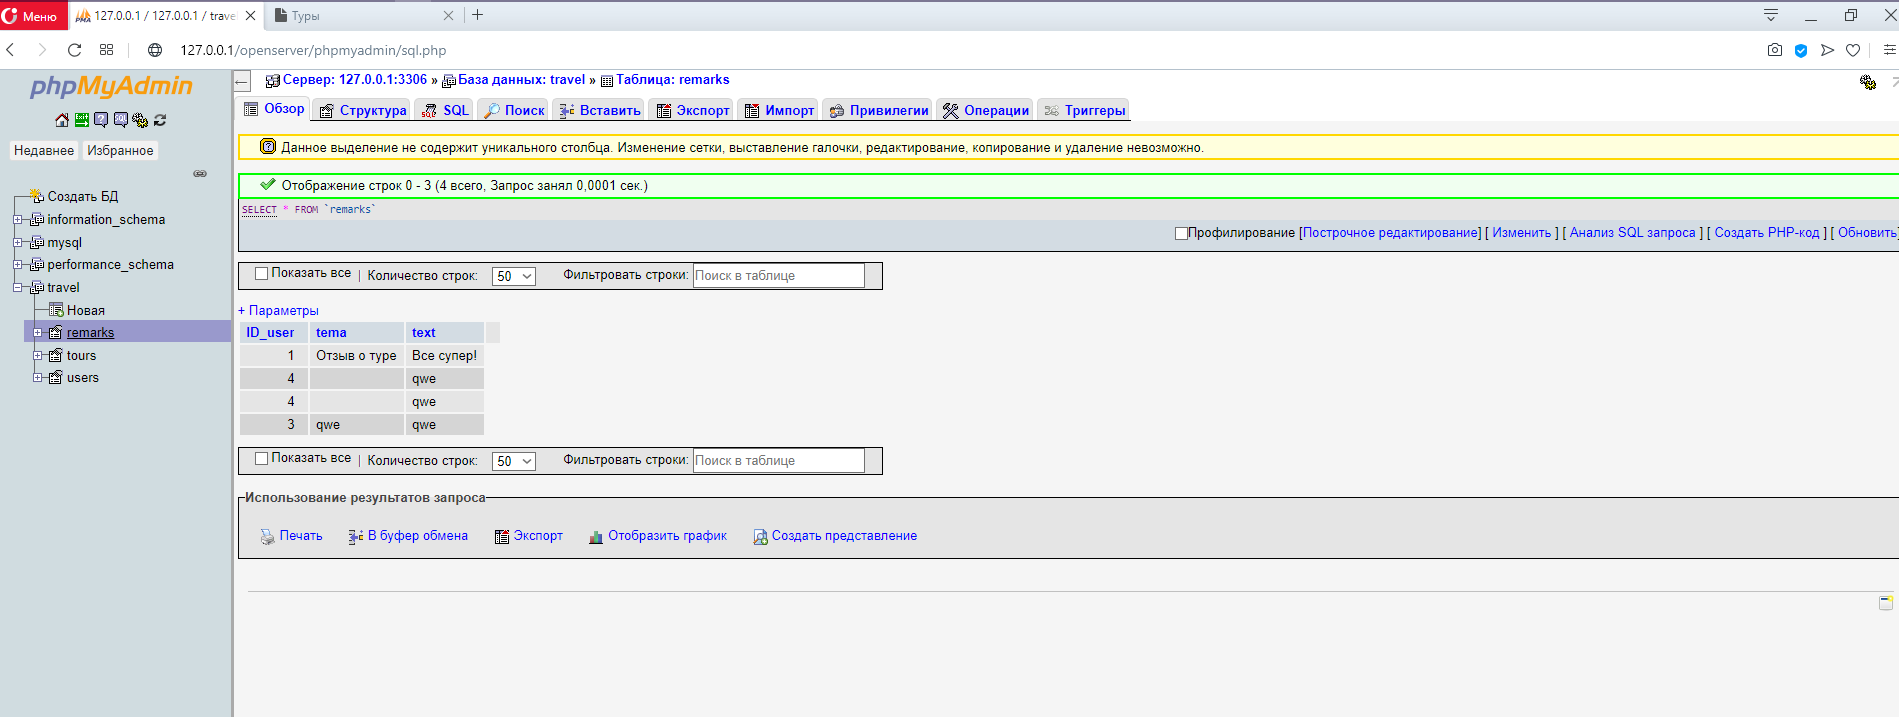 Меню
127.0.0.1 / 127.0.0.1 / trave
Туры
127.0.0.1/openserver/phpmyadmin/sql.php
phpMyAdmin
Недавнее Избранное
Создать БД
information_schema
mysql
performance_schema
travel
Новая
remarks
tours
users
Сервер: 127.0.0.1:3306 » База данных: travel » Таблица: remarks
Обзор Структура SQL Поиск Вставить Экспорт Импорт Привилегии Операции Триггеры
Данное выделение не содержит уникального столбца. Изменение сетки, выставление галочки, редактирование, копирование и удаление невозможно.
Отображение строк 0 - 3 (4 всего, Запрос занял 0,0001 сек.)
SELECT * FROM `remarks`
Профилирование [Построчное редактирование] [ Изменить ] [ Анализ SQL запроса ] [ Создать PHP-код ] [ Обновить]
Показать все | Количество строк: 50 Фильтровать строки: Поиск в таблице
+ Параметры
ID_user tema text
1 Отзыв о туре Все супер!
4 qwe
4 qwe
3 qwe qwe
Показать все | Количество строк: 50 Фильтровать строки: Поиск в таблице
Использование результатов запроса
Печать В буфер обмена Экспорт Отобразить график Создать представление